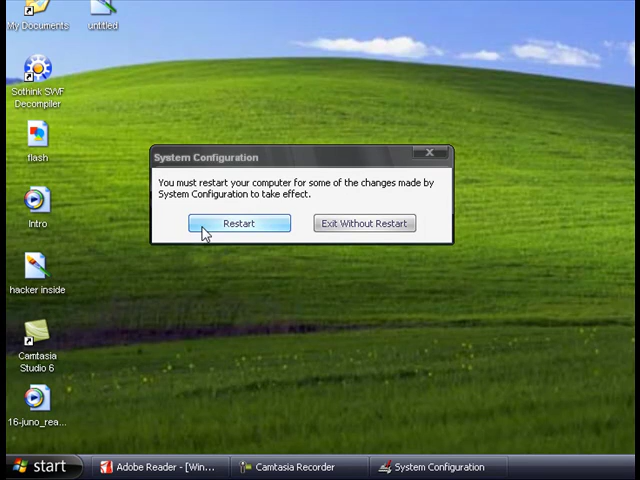 My Documents
untitled
Sothink SWF
Decompiler
flash
Intro
hacker inside
Camtasia
Studio 6
16-juno_rea...
System Configuration
X
You must restart your computer for some of the changes made by
System Configuration to take effect.
Restart
Exit Without Restart
start
Adobe Reader - [Win...
Camtasia Recorder
System Configuration